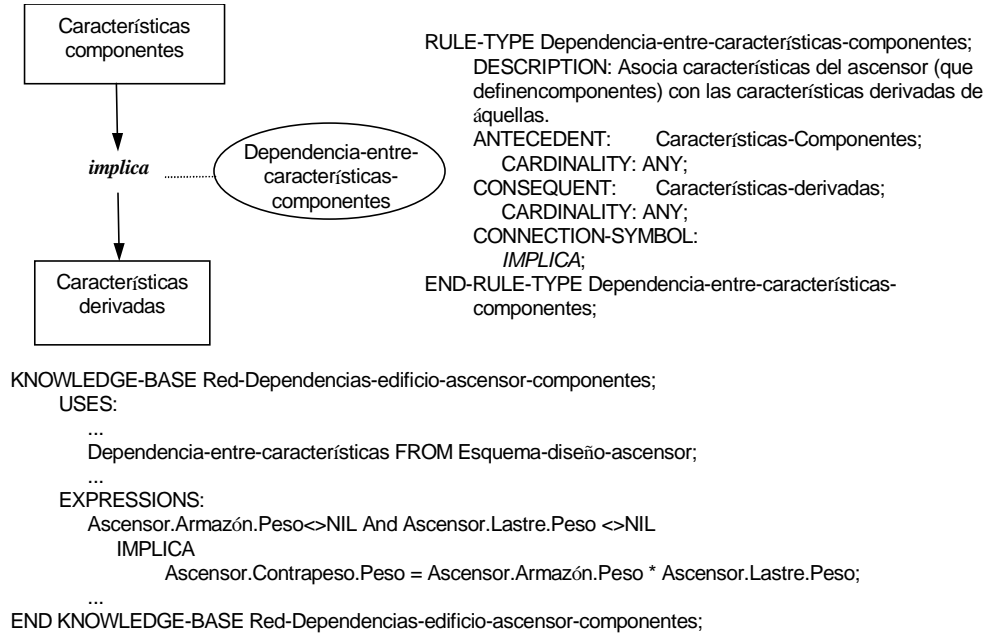 Características
componentes
implica
Dependencia-entre-
características-
componentes
Características
derivadas
RULE-TYPE Dependencia-entre-características-componentes;
DESCRIPTION: Asocia características del ascensor (que
definencomponentes) con las características derivadas de
áquellas.
ANTECEDENT: Características-Componentes;
CARDINALITY: ANY;
CONSEQUENT: Características-derivadas;
CARDINALITY: ANY;
CONNECTION-SYMBOL:
IMPLICA;
END-RULE-TYPE Dependencia-entre-características-
componentes;
KNOWLEDGE-BASE Red-Dependencias-edificio-ascensor-componentes;
USES:
...
Dependencia-entre-características FROM Esquema-diseño-ascensor;
...
EXPRESSIONS:
Ascensor.Armazón.Peso<>NIL And Ascensor.Lastre.Peso <>NIL
IMPLICA
Ascensor.Contrapeso.Peso = Ascensor.Armazón.Peso * Ascensor.Lastre.Peso;
...
END KNOWLEDGE-BASE Red-Dependencias-edificio-ascensor-componentes;